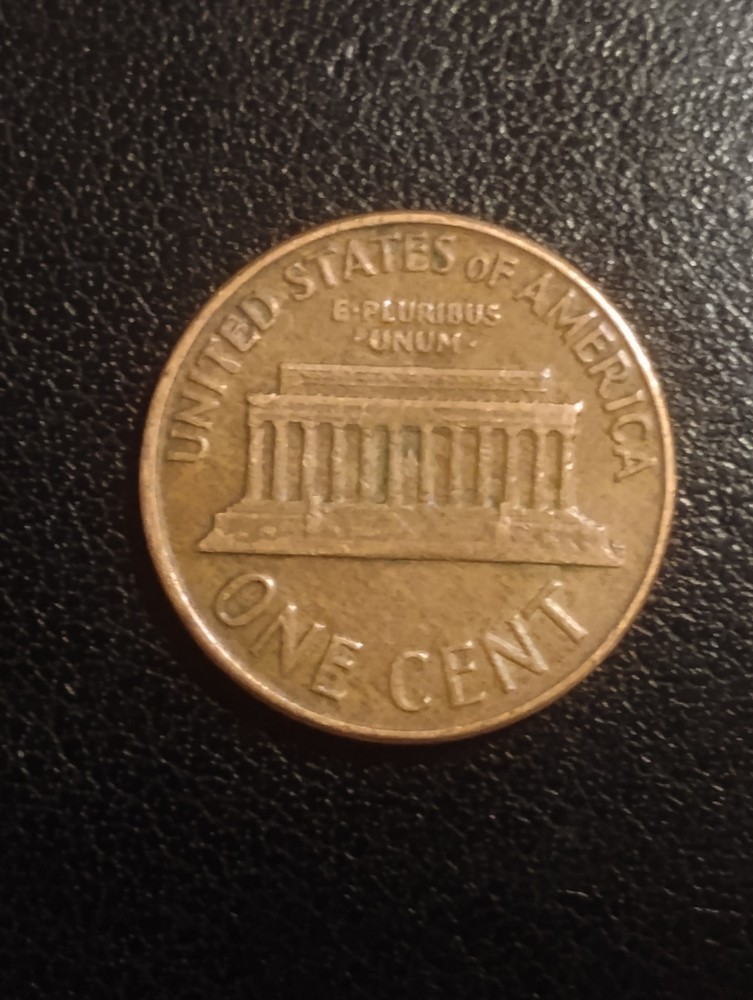 UNITED STATES OF AMERICA
E·PLURIBUS
·UNUM·
ONE CENT